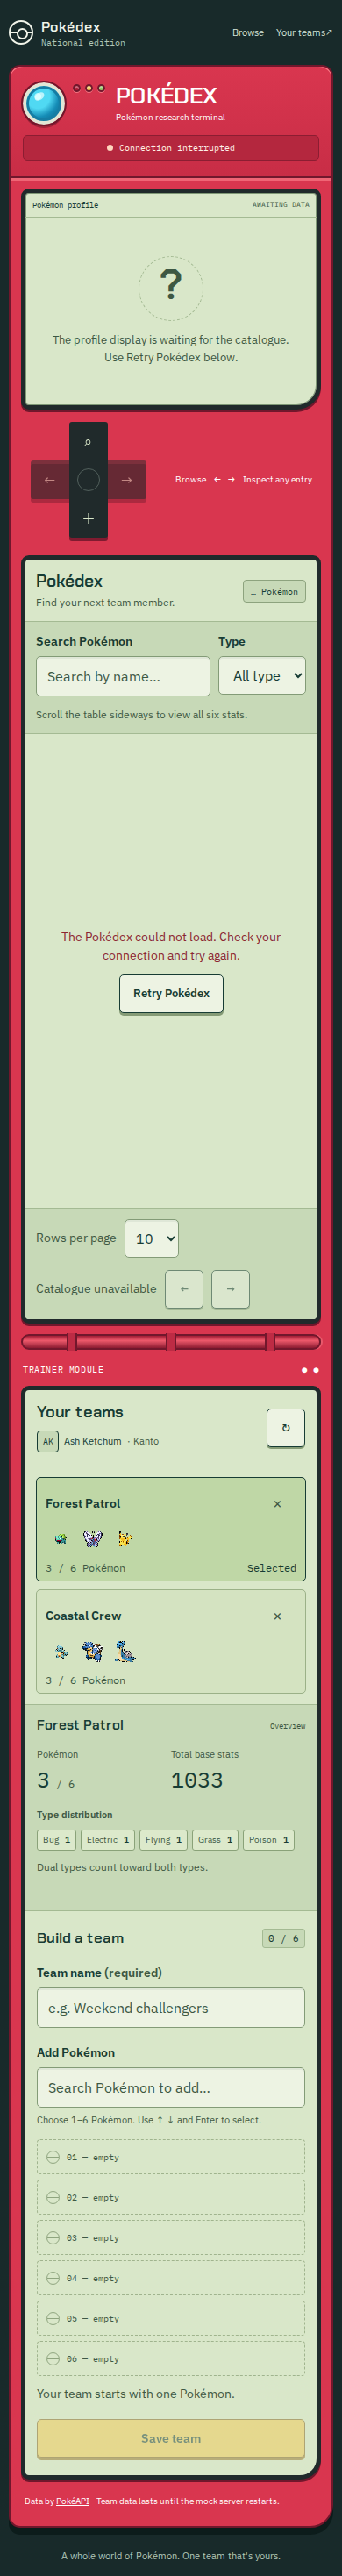 Pokédex
National edition
Browse Your teams↗
POKÉDEX
Pokémon research terminal
Connection interrupted
Pokémon profile AWAITING DATA
?
The profile display is waiting for the catalogue.
Use Retry Pokédex below.
Browse ← → Inspect any entry
Pokédex
Find your next team member.
… Pokémon
Search Pokémon Type
Search by name... All type
Scroll the table sideways to view all six stats.
The Pokédex could not load. Check your
connection and try again.
Retry Pokédex
Rows per page 10
Catalogue unavailable ← →
TRAINER MODULE
Your teams
AK Ash Ketchum · Kanto
↻
Forest Patrol ×
3 / 6 Pokémon Selected
Coastal Crew ×
3 / 6 Pokémon
Forest Patrol Overview
Pokémon Total base stats
3 / 6 1033
Type distribution
Bug 1 Electric 1 Flying 1 Grass 1 Poison 1
Dual types count toward both types.
Build a team 0 / 6
Team name (required)
e.g. Weekend challengers
Add Pokémon
Search Pokémon to add...
Choose 1–6 Pokémon. Use ↑ ↓ and Enter to select.
01 — empty
02 — empty
03 — empty
04 — empty
05 — empty
06 — empty
Your team starts with one Pokémon.
Save team
Data by PokéAPI Team data lasts until the mock server restarts.
A whole world of Pokémon. One team that's yours.